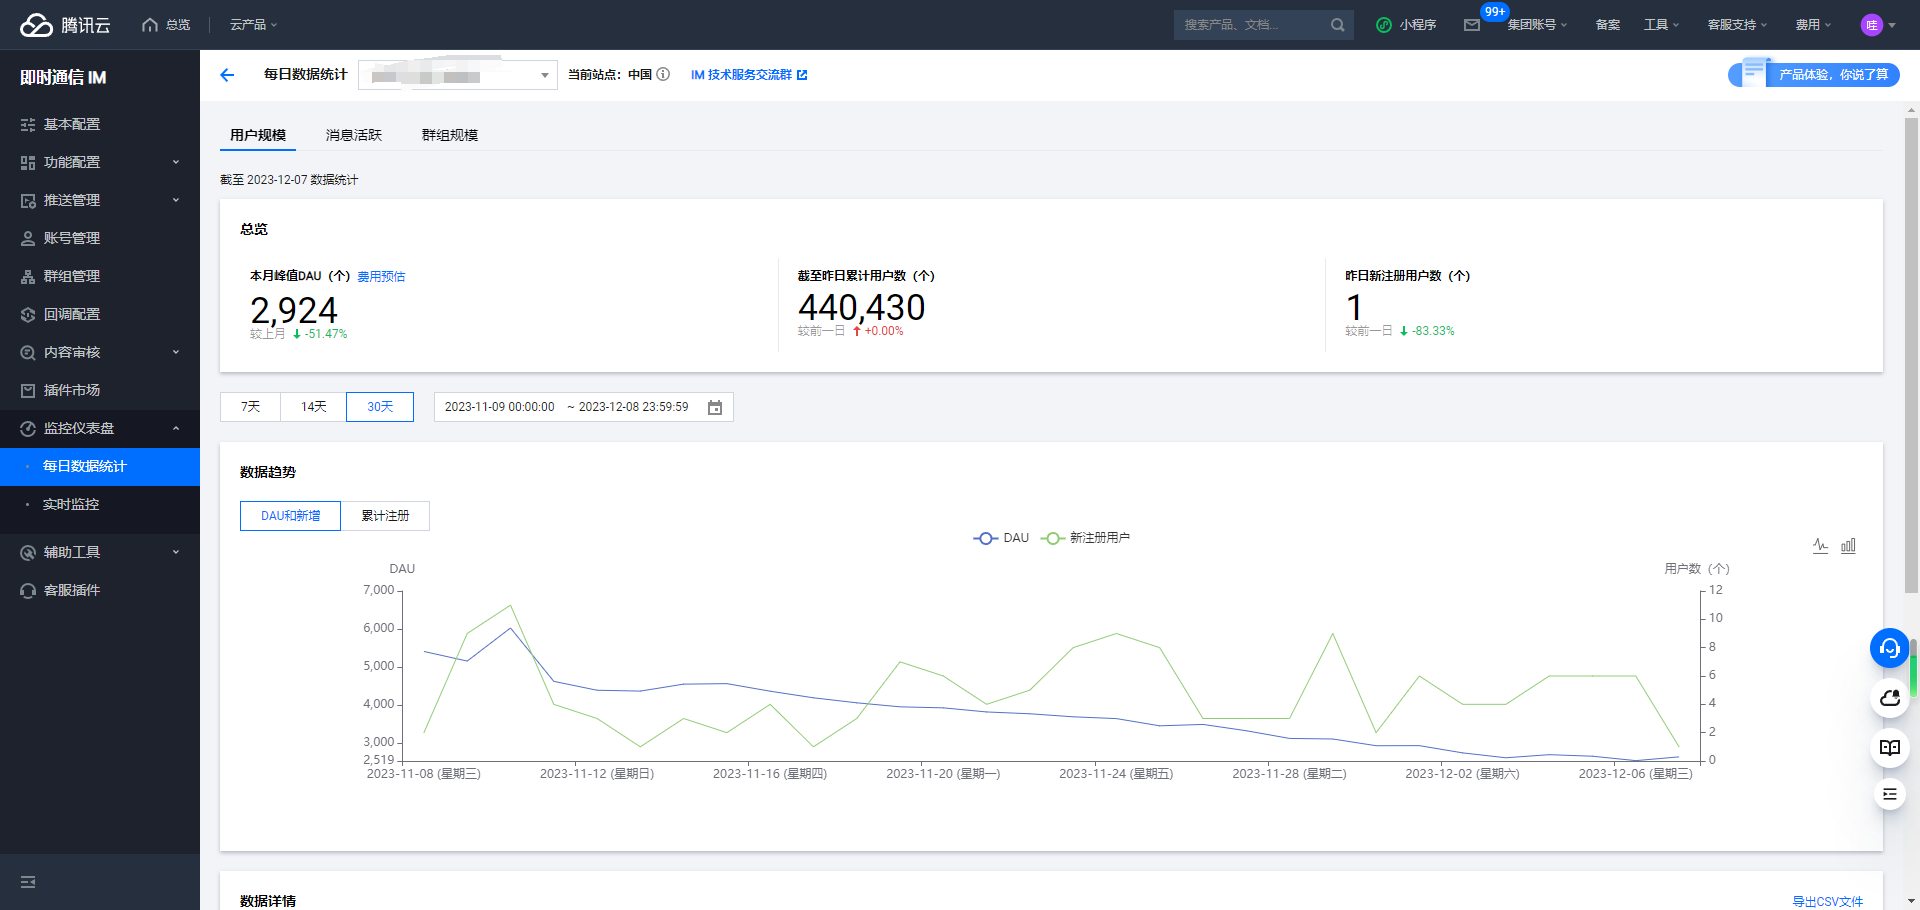 腾讯云
总览
云产品
搜索产品、文档...
小程序
99+
集团账号
备案
工具
客服支持
费用
哇
即时通信 IM
基本配置
功能配置
推送管理
账号管理
群组管理
回调配置
内容审核
插件市场
监控仪表盘
每日数据统计
实时监控
辅助工具
客服插件
每日数据统计
当前站点：中国
IM 技术服务交流群
产品体验，你说了算
用户规模
消息活跃
群组规模
截至 2023-12-07 数据统计
总览
本月峰值DAU（个） 费用预估
2,924
较上月 -51.47%
截至昨日累计用户数（个）
440,430
较前一日 +0.00%
昨日新注册用户数（个）
1
较前一日 -83.33%
7天
14天
30天
2023-11-09 00:00:00 ~ 2023-12-08 23:59:59
数据趋势
DAU和新增
累计注册
DAU
新注册用户
DAU
用户数（个）
7,000
6,000
5,000
4,000
3,000
2,519
12
10
8
6
4
2
0
2023-11-08 (星期三)
2023-11-12 (星期日)
2023-11-16 (星期四)
2023-11-20 (星期一)
2023-11-24 (星期五)
2023-11-28 (星期二)
2023-12-02 (星期六)
2023-12-06 (星期三)
数据详情
导出CSV文件